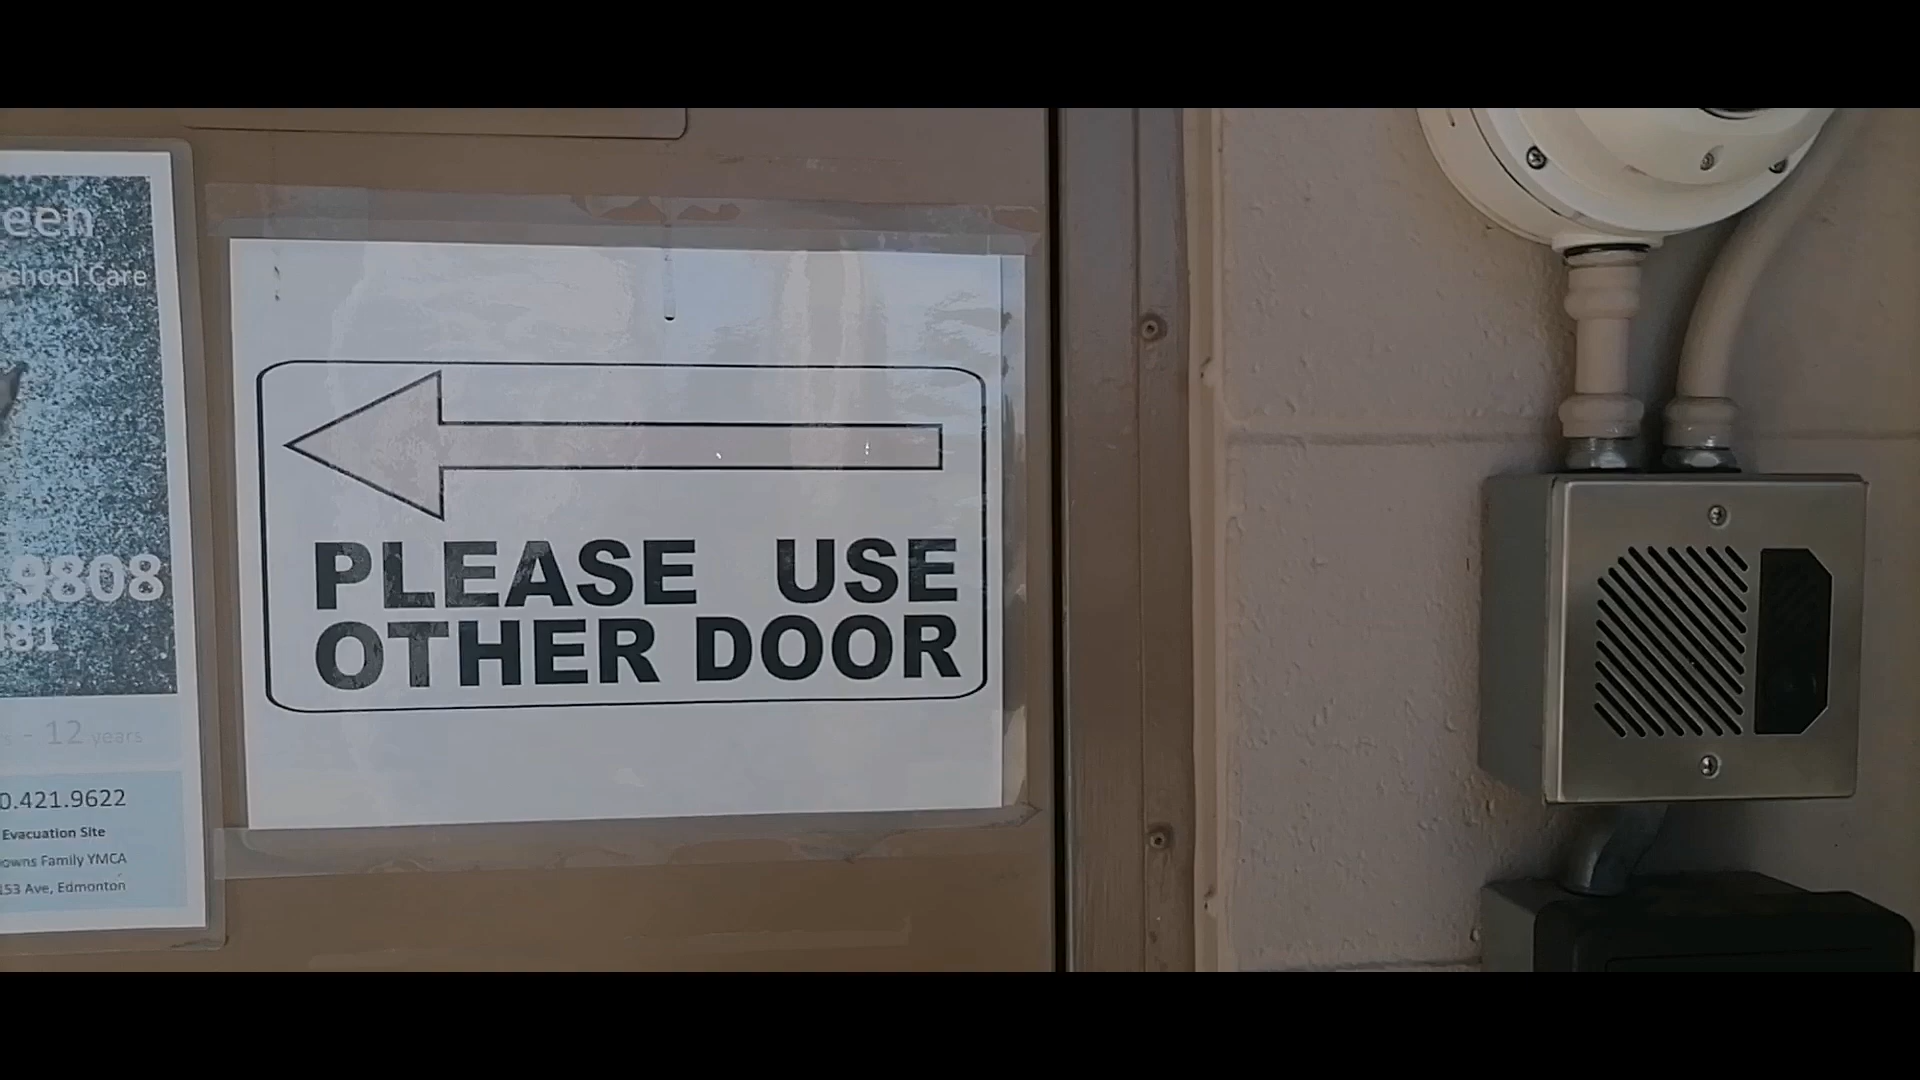 een
chool Care
9808
481
- 12 years
0.421.9622
Evacuation Site
owns Family YMCA
153 Ave, Edmonton
PLEASE USE
OTHER DOOR